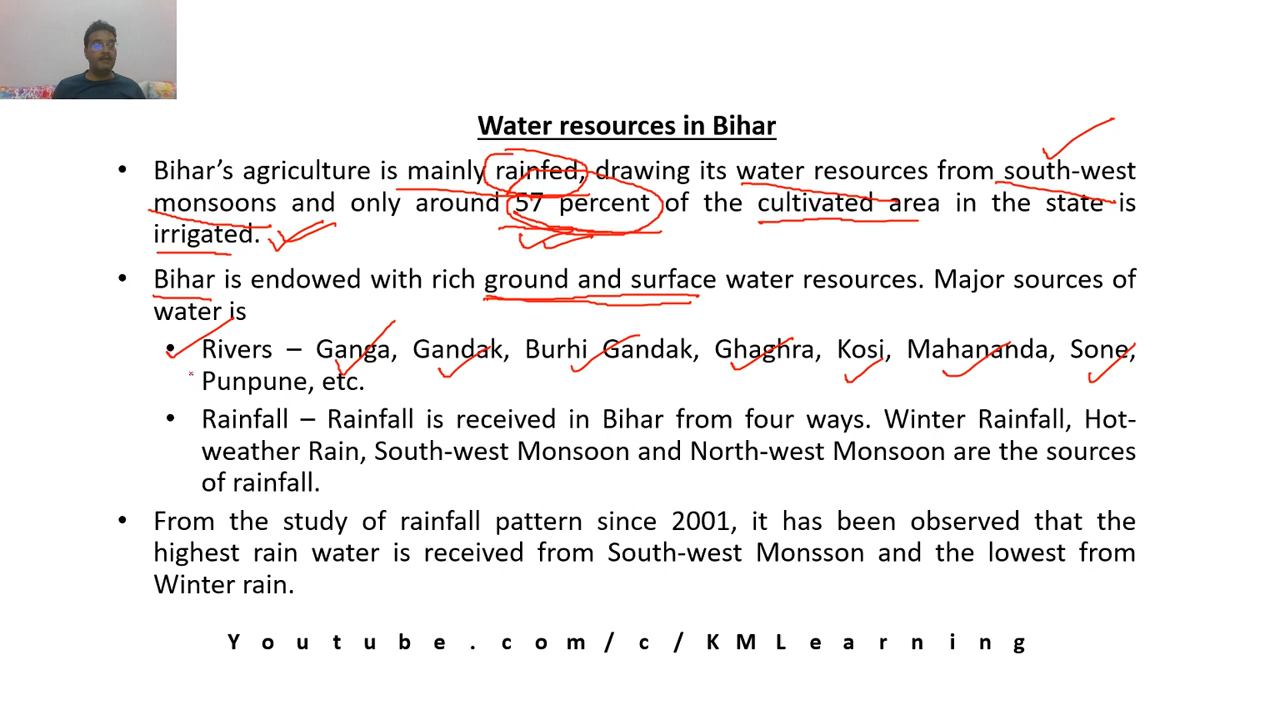 Water resources in Bihar
• Bihar's agriculture is mainly rainfed, drawing its water resources from south-west
monsoons and only around 57 percent of the cultivated area in the state is
irrigated.
• Bihar is endowed with rich ground and surface water resources. Major sources of
water is
• Rivers – Ganga, Gandak, Burhi Gandak, Ghaghra, Kosi, Mahananda, Sone,
Punpune, etc.
• Rainfall – Rainfall is received in Bihar from four ways. Winter Rainfall, Hot-
weather Rain, South-west Monsoon and North-west Monsoon are the sources
of rainfall.
• From the study of rainfall pattern since 2001, it has been observed that the
highest rain water is received from South-west Monsson and the lowest from
Winter rain.
Youtube.com/c/KMLearning